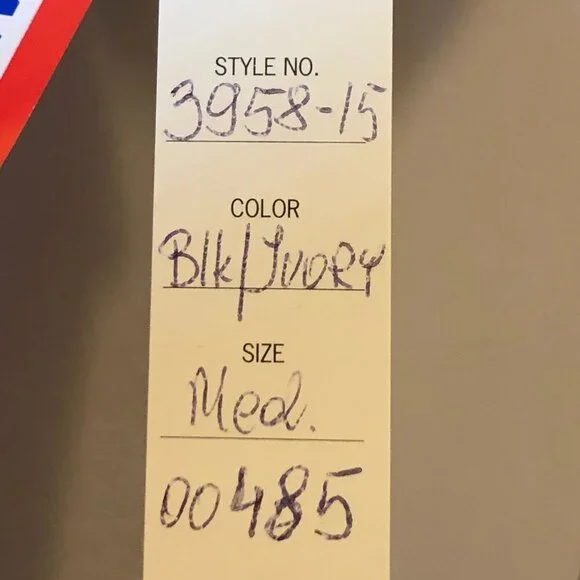 STYLE NO.
3958-15
COLOR
Blk/IVORY
SIZE
Med.
00485